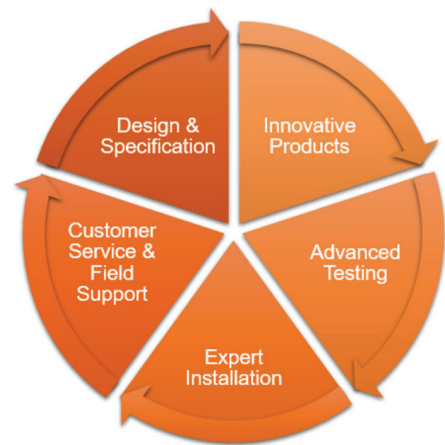 Design &
Specification
Innovative
Products
Advanced
Testing
Expert
Installation
Customer
Service &
Field
Support